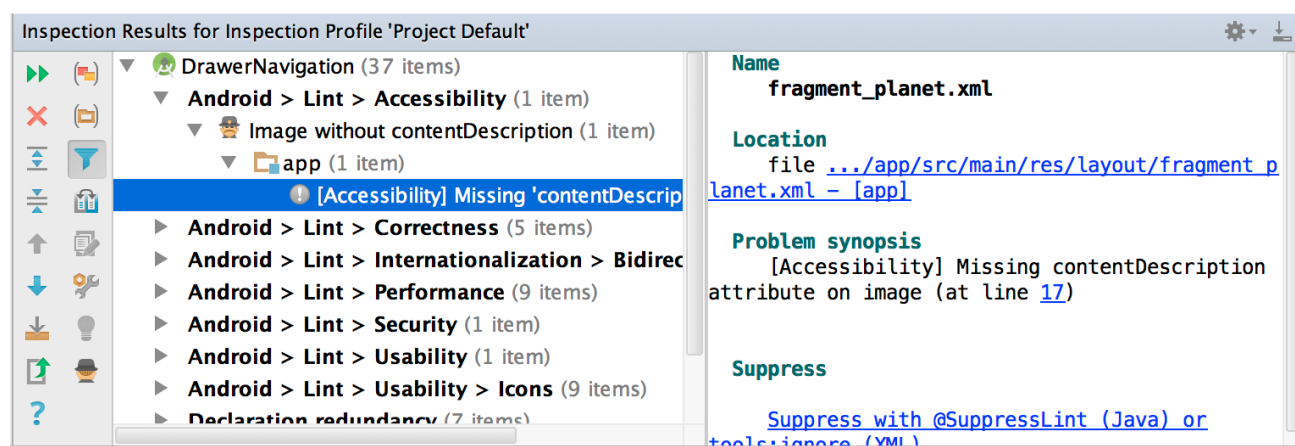 Inspection Results for Inspection Profile 'Project Default'
DrawerNavigation (37 items)
Android > Lint > Accessibility (1 item)
Image without contentDescription (1 item)
app (1 item)
[Accessibility] Missing 'contentDescrip
Android > Lint > Correctness (5 items)
Android > Lint > Internationalization > Bidirec
Android > Lint > Performance (9 items)
Android > Lint > Security (1 item)
Android > Lint > Usability (1 item)
Android > Lint > Usability > Icons (9 items)
Declaration redundancy (7 items)
?
Name
fragment_planet.xml
Location
file .../app/src/main/res/layout/fragment_p
lanet.xml – [app]
Problem synopsis
[Accessibility] Missing contentDescription
attribute on image (at line 17)
Suppress
Suppress with @SuppressLint (Java) or
tools:ignore (XML)